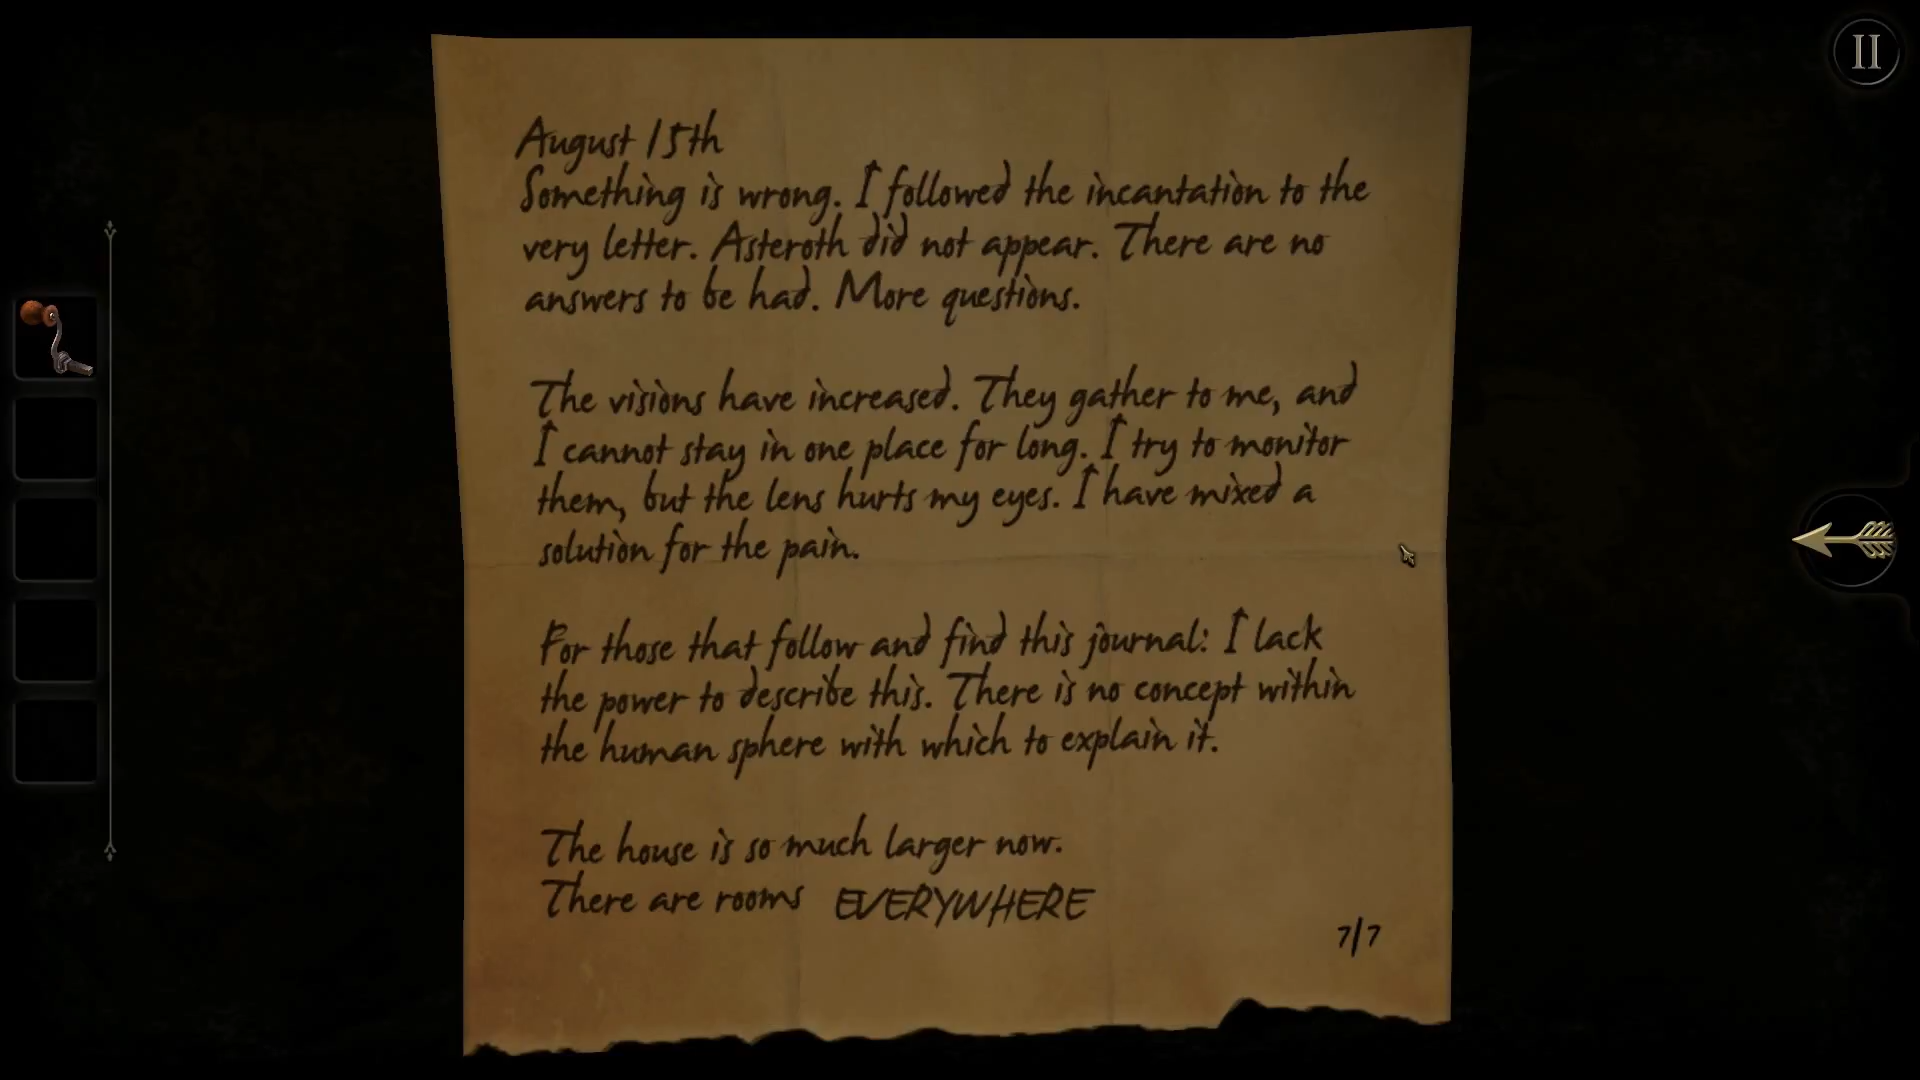 August 15th
Something is wrong. I followed the incantation to the
very letter. Asteroth did not appear. There are no
answers to be had. More questions.
The visions have increased. They gather to me, and
I cannot stay in one place for long. I try to monitor
them, but the lens hurts my eyes. I have mixed a
solution for the pain.
For those that follow and find this journal: I lack
the power to describe this. There is no concept within
the human sphere with which to explain it.
The house is so much larger now.
There are rooms EVERYWHERE
7/7